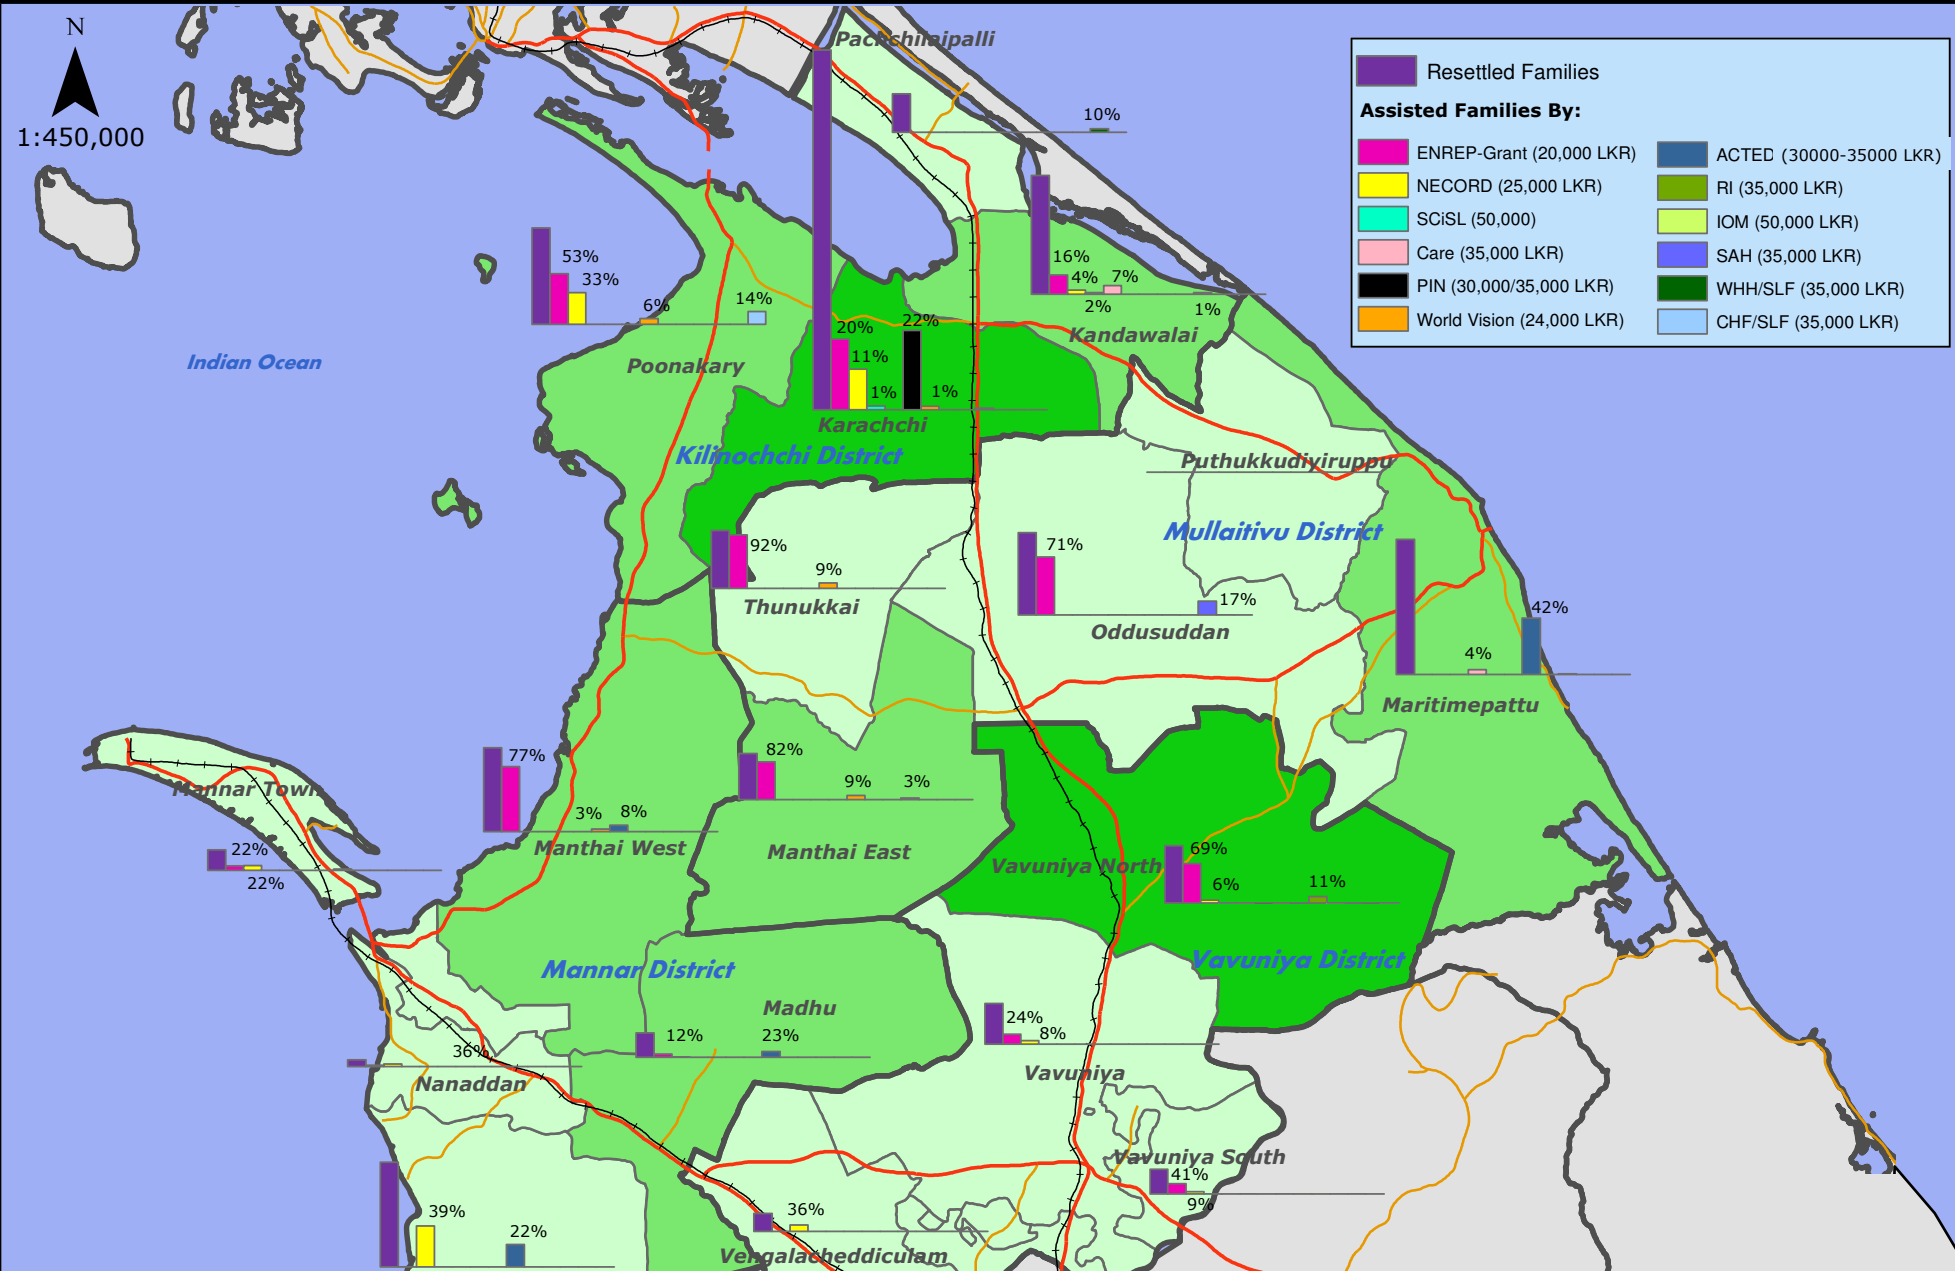 N
1:450,000
Resettled Families
Assisted Families By:
ENREP-Grant (20,000 LKR)
NECORD (25,000 LKR)
SCiSL (50,000)
Care (35,000 LKR)
PIN (30,000/35,000 LKR)
World Vision (24,000 LKR)
ACTED (30000-35000 LKR)
RI (35,000 LKR)
IOM (50,000 LKR)
SAH (35,000 LKR)
WHH/SLF (35,000 LKR)
CHF/SLF (35,000 LKR)
Pachchilaipalli
10%
16%
4%
7%
2%
1%
Kandawalai
53%
33%
6%
14%
Poonakary
Indian Ocean
20%
22%
11%
1%
1%
Karachchi
Kilinochchi District
Puthukkudiyiruppu
Mullaitivu District
92%
9%
Thunukkai
71%
17%
Oddusuddan
42%
4%
Maritimepattu
77%
3%
8%
Manthai West
82%
9%
3%
Manthai East
Mannar Town
22%
22%
Vavuniya North
69%
6%
11%
Vavuniya District
Mannar District
Madhu
12%
23%
24%
8%
Vavuniya
36%
Nanaddan
Vavuniya South
41%
9%
39%
22%
36%
Vengalacheddiculam